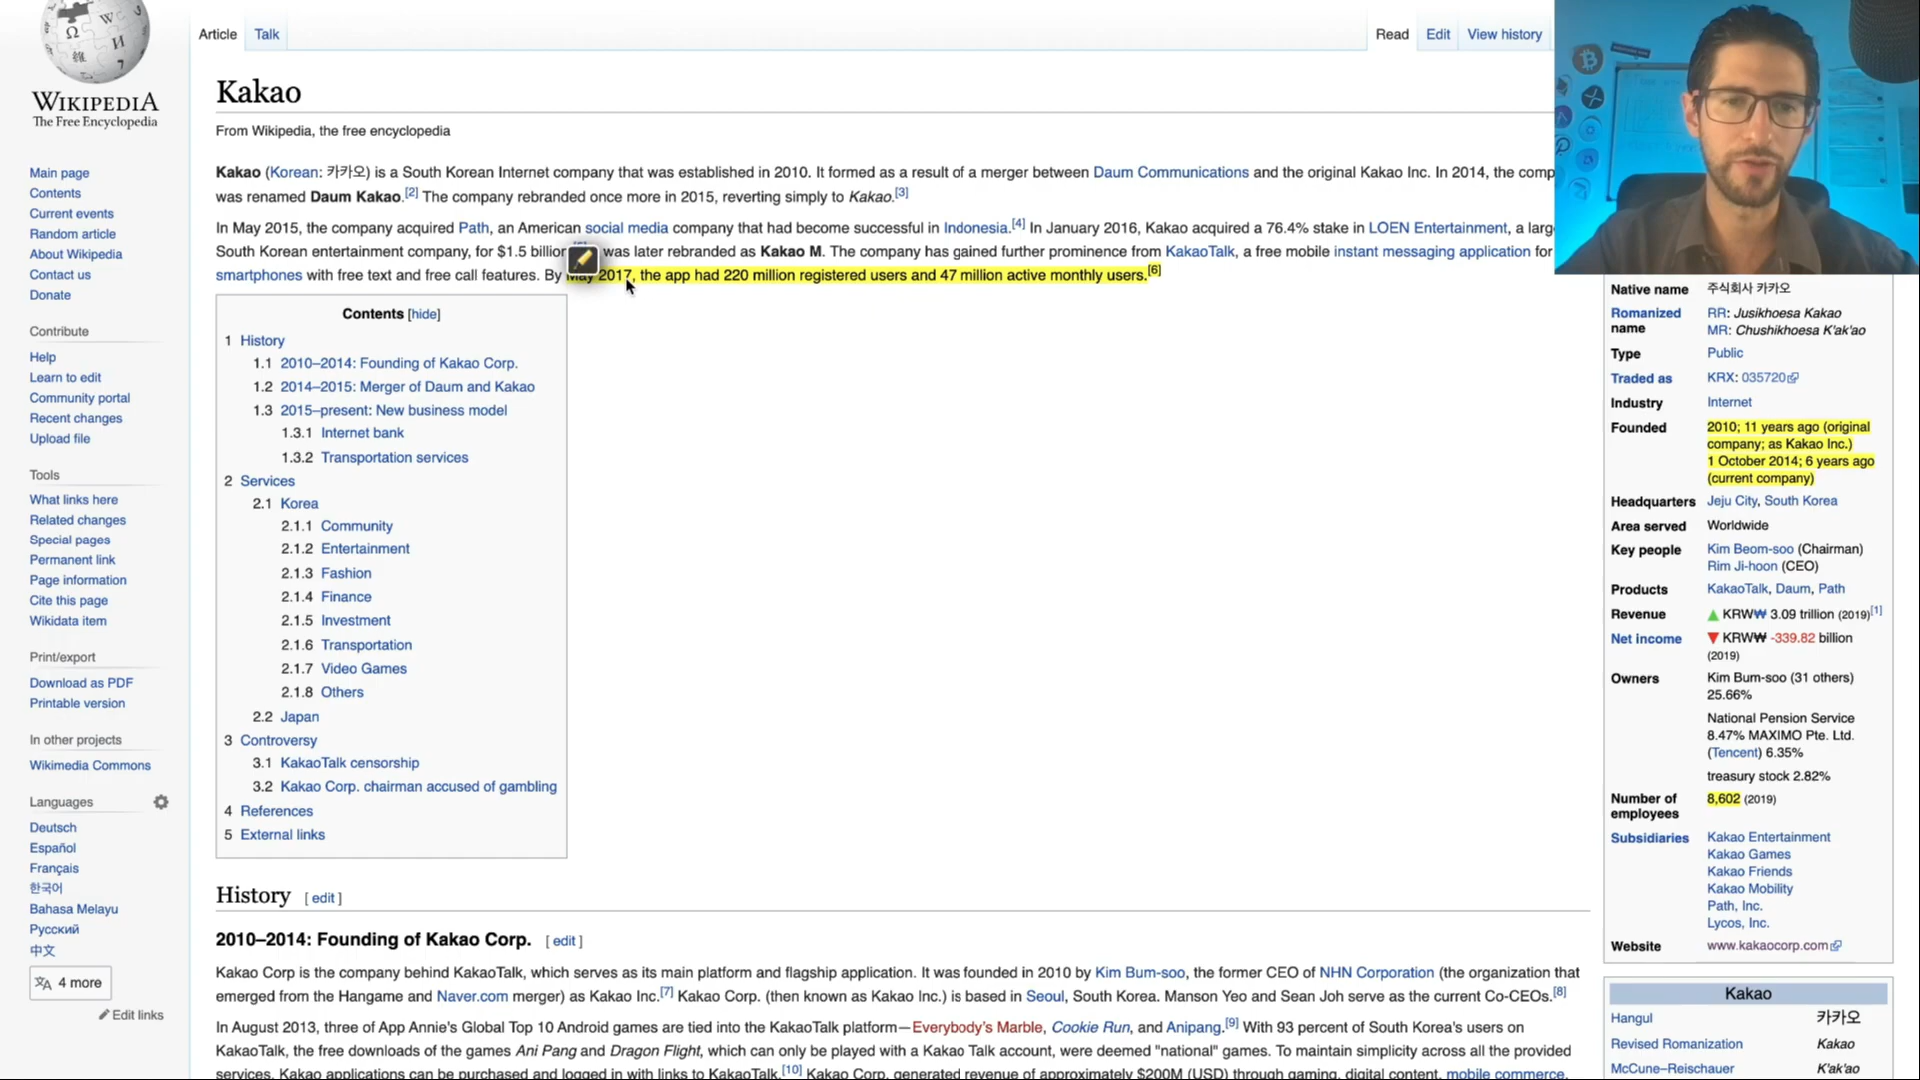 Article
Talk
Read
Edit
View history
WIKIPEDIA
The Free Encyclopedia
Main page
Contents
Current events
Random article
About Wikipedia
Contact us
Donate
Contribute
Help
Learn to edit
Community portal
Recent changes
Upload file
Tools
What links here
Related changes
Special pages
Permanent link
Page information
Cite this page
Wikidata item
Print/export
Download as PDF
Printable version
In other projects
Wikimedia Commons
Languages
Deutsch
Español
Français
한국어
Bahasa Melayu
Русский
中文
4 more
Edit links
Kakao
From Wikipedia, the free encyclopedia
Kakao (Korean: 카카오) is a South Korean Internet company that was established in 2010. It formed as a result of a merger between Daum Communications and the original Kakao Inc. In 2014, the comp
was renamed Daum Kakao.[2] The company rebranded once more in 2015, reverting simply to Kakao.[3]
In May 2015, the company acquired Path, an American social media company that had become successful in Indonesia.[4] In January 2016, Kakao acquired a 76.4% stake in LOEN Entertainment, a larg
South Korean entertainment company, for $1.5 billion was later rebranded as Kakao M. The company has gained further prominence from KakaoTalk, a free mobile instant messaging application for
smartphones with free text and free call features. By May 2017, the app had 220 million registered users and 47 million active monthly users.[6]
Contents [hide]
1 History
1.1 2010–2014: Founding of Kakao Corp.
1.2 2014–2015: Merger of Daum and Kakao
1.3 2015–present: New business model
1.3.1 Internet bank
1.3.2 Transportation services
2 Services
2.1 Korea
2.1.1 Community
2.1.2 Entertainment
2.1.3 Fashion
2.1.4 Finance
2.1.5 Investment
2.1.6 Transportation
2.1.7 Video Games
2.1.8 Others
2.2 Japan
3 Controversy
3.1 KakaoTalk censorship
3.2 Kakao Corp. chairman accused of gambling
4 References
5 External links
History [ edit ]
2010–2014: Founding of Kakao Corp. [ edit ]
Kakao Corp is the company behind KakaoTalk, which serves as its main platform and flagship application. It was founded in 2010 by Kim Bum-soo, the former CEO of NHN Corporation (the organization that
emerged from the Hangame and Naver.com merger) as Kakao Inc.[7] Kakao Corp. (then known as Kakao Inc.) is based in Seoul, South Korea. Manson Yeo and Sean Joh serve as the current Co-CEOs.[8]
In August 2013, three of App Annie's Global Top 10 Android games are tied into the KakaoTalk platform—Everybody's Marble, Cookie Run, and Anipang.[9] With 93 percent of South Korea's users on
KakaoTalk, the free downloads of the games Ani Pang and Dragon Flight, which can only be played with a Kakao Talk account, were deemed "national" games. To maintain simplicity across all the provided
services, Kakao applications can be purchased and logged in with links to KakaoTalk.[10] Kakao Corp. generated revenue of approximately $200M (USD) through gaming, digital content, mobile commerce,
Native name 주식회사 카카오
Romanized name RR: Jusikhoesa Kakao
MR: Chushikhoesa K'ak'ao
Type Public
Traded as KRX: 035720
Industry Internet
Founded 2010; 11 years ago (original
company; as Kakao Inc.)
1 October 2014; 6 years ago
(current company)
Headquarters Jeju City, South Korea
Area served Worldwide
Key people Kim Beom-soo (Chairman)
Rim Ji-hoon (CEO)
Products KakaoTalk, Daum, Path
Revenue ▲ KRW₩ 3.09 trillion (2019)[1]
Net income ▼ KRW₩ -339.82 billion
(2019)
Owners Kim Bum-soo (31 others)
25.66%
National Pension Service
8.47% MAXIMO Pte. Ltd.
(Tencent) 6.35%
treasury stock 2.82%
Number of employees 8,602 (2019)
Subsidiaries Kakao Entertainment
Kakao Games
Kakao Friends
Kakao Mobility
Path, Inc.
Lycos, Inc.
Website www.kakaocorp.com
Kakao
Hangul 카카오
Revised Romanization Kakao
McCune–Reischauer K'ak'ao